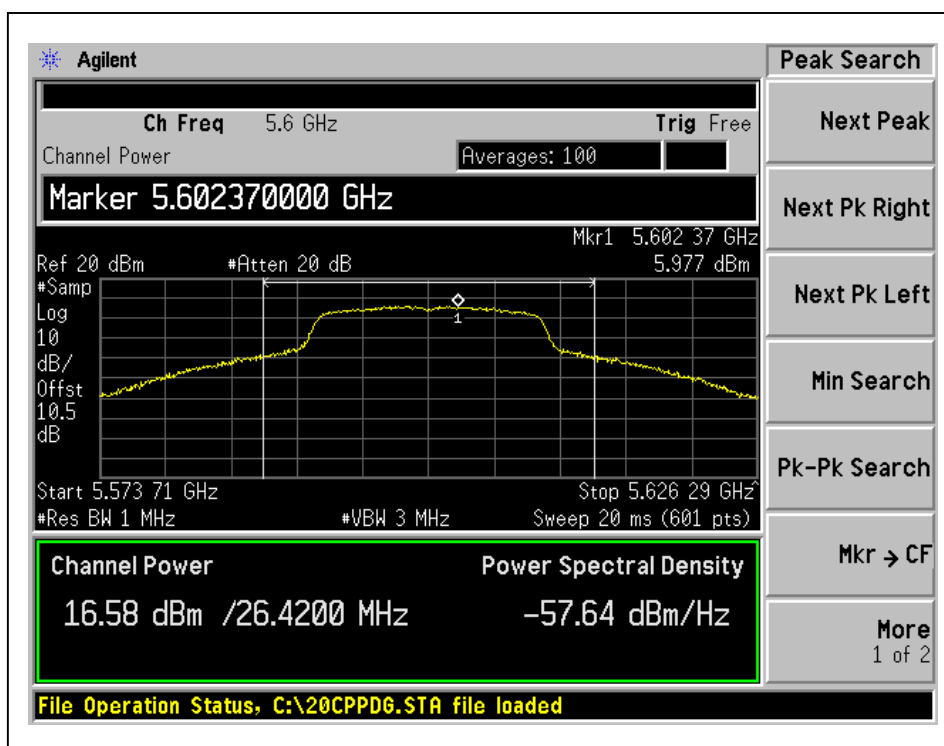 Agilent
Peak Search
Ch Freq 5.6 GHz Trig Free
Channel Power Averages: 100
Marker 5.602370000 GHz
Mkr1 5.602 37 GHz
Ref 20 dBm #Atten 20 dB 5.977 dBm
#Samp
Log
10
dB/
Offst
10.5
dB
1
Start 5.573 71 GHz Stop 5.626 29 GHz^
#Res BW 1 MHz #VBW 3 MHz Sweep 20 ms (601 pts)
Channel Power Power Spectral Density
16.58 dBm /26.4200 MHz -57.64 dBm/Hz
File Operation Status, C:\20CPPDG.STA file loaded
Next Peak
Next Pk Right
Next Pk Left
Min Search
Pk-Pk Search
Mkr → CF
More
1 of 2